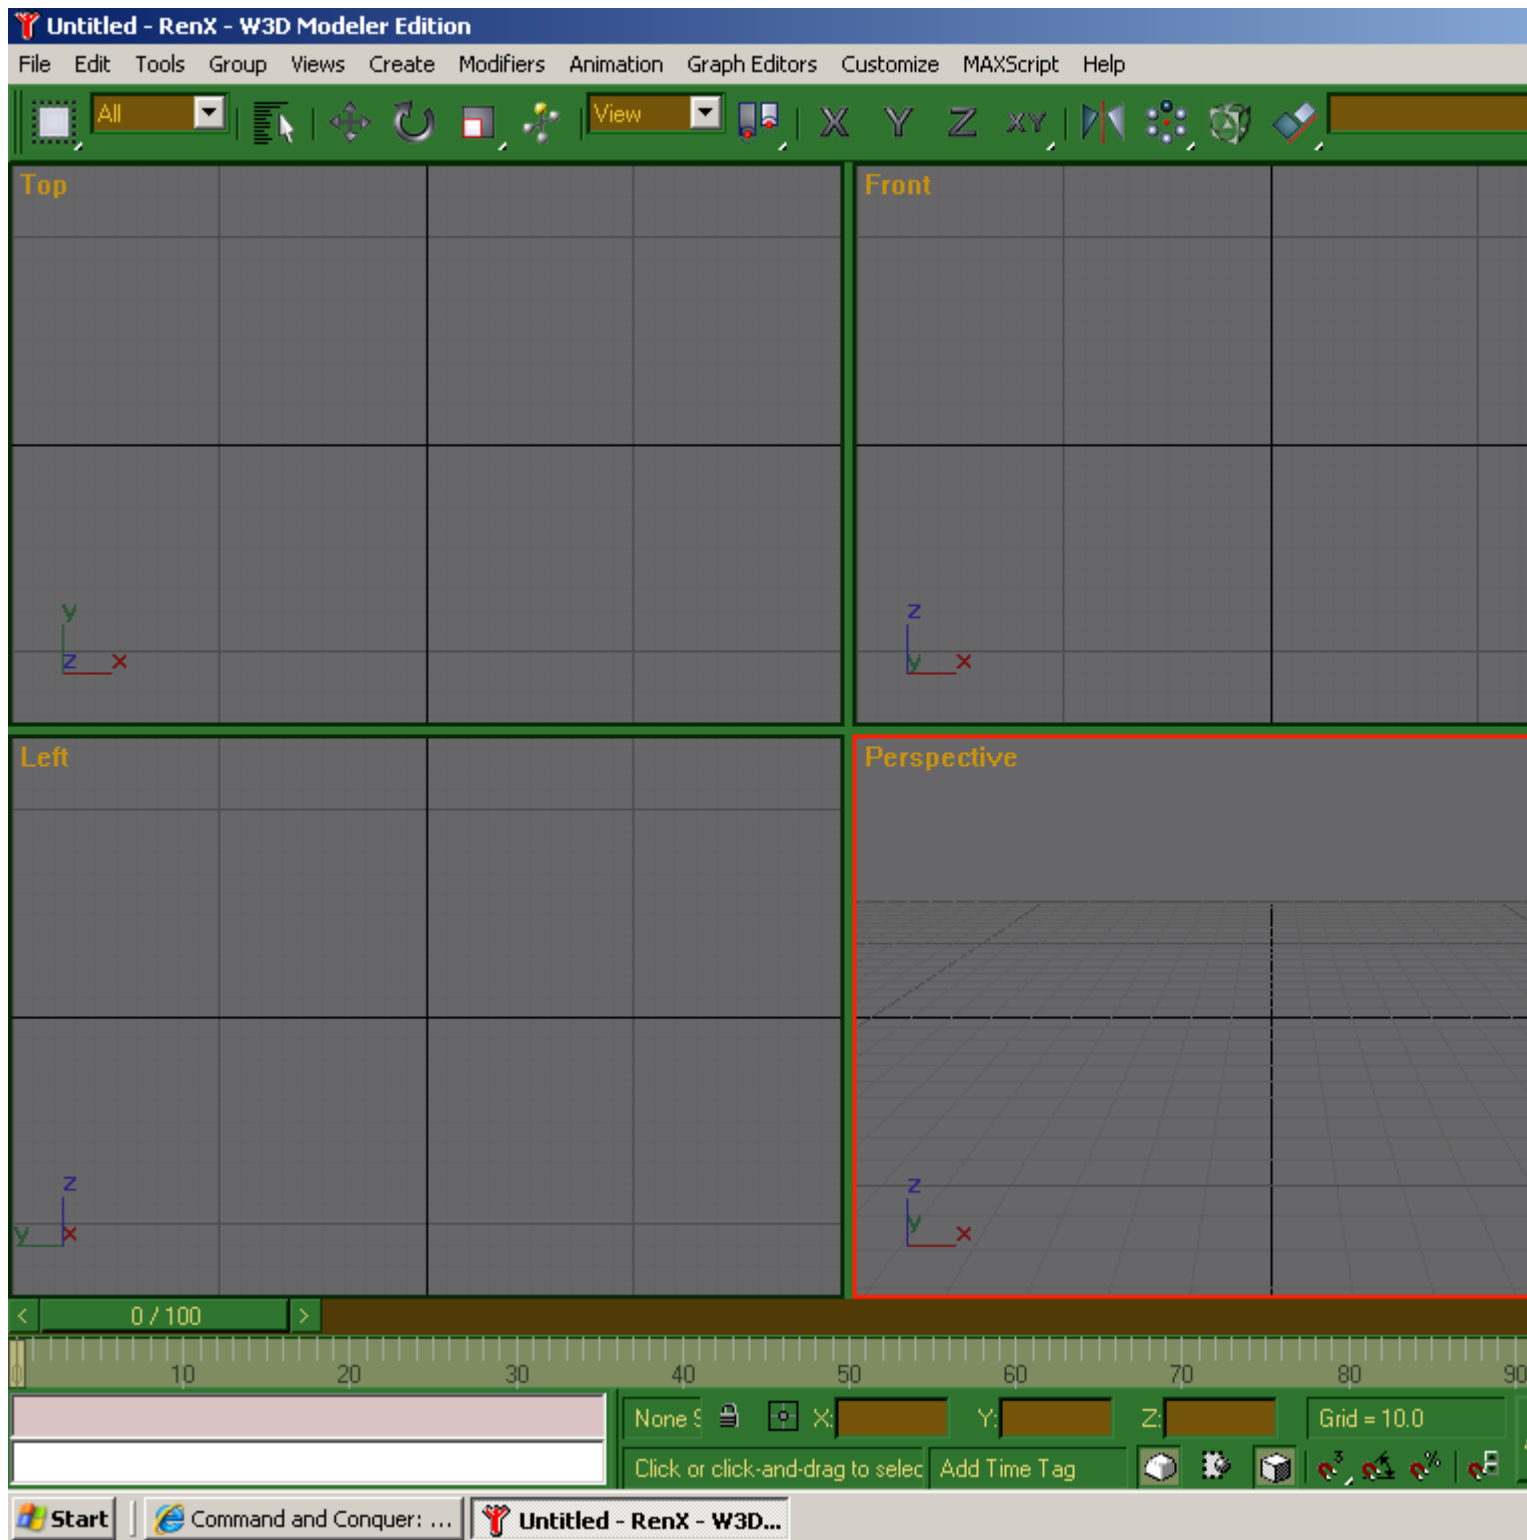 Untitled - RenX - W3D Modeler Edition
File Edit Tools Group Views Create Modifiers Animation Graph Editors Customize MAXScript Help
All View X Y Z XY
Top Front
y z
z x y x
Left Perspective
z z
y x y x
< 0 / 100 >
0 10 20 30 40 50 60 70 80 90
None S X: Y: Z: Grid = 10.0
Click or click-and-drag to selec Add Time Tag 3 %
Start Command and Conquer: ... Untitled - RenX - W3D...